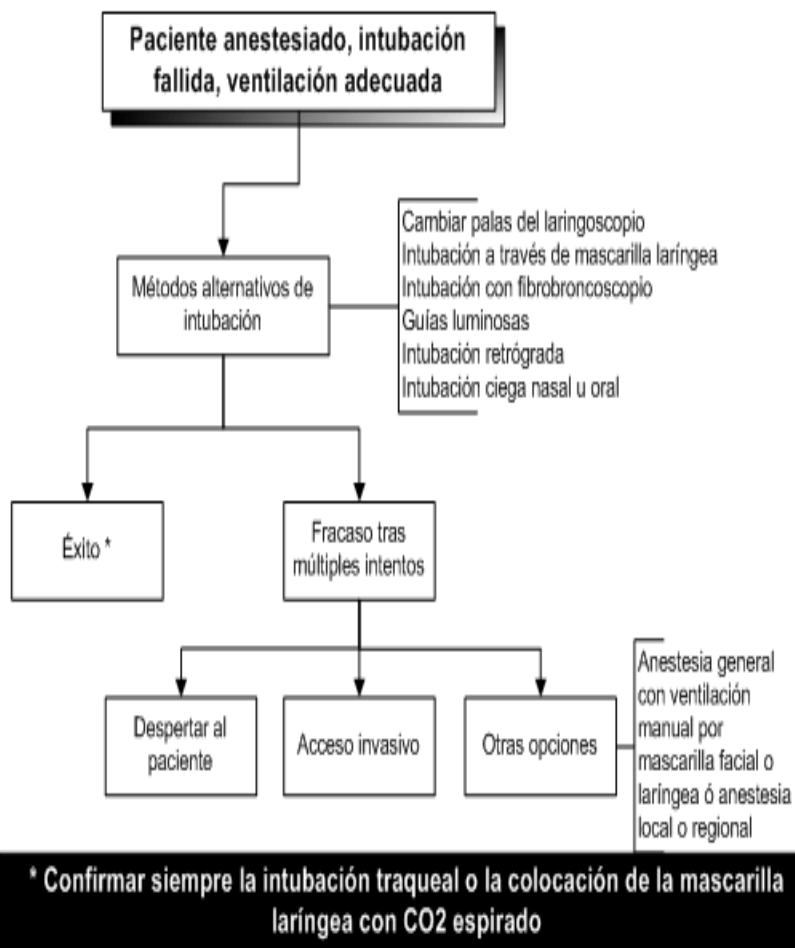 Paciente anestesiado, intubación
fallida, ventilación adecuada
Métodos alternativos de
intubación
Cambiar palas del laringoscopio
Intubación a través de mascarilla laríngea
Intubación con fibrobroncoscopio
Guías luminosas
Intubación retrógrada
Intubación ciega nasal u oral
Éxito *
Fracaso tras
múltiples intentos
Despertar al
paciente
Acceso invasivo
Otras opciones
Anestesia general
con ventilación
manual por
mascarilla facial o
laríngea ó anestesia
local o regional
* Confirmar siempre la intubación traqueal o la colocación de la mascarilla
laríngea con CO2 espirado